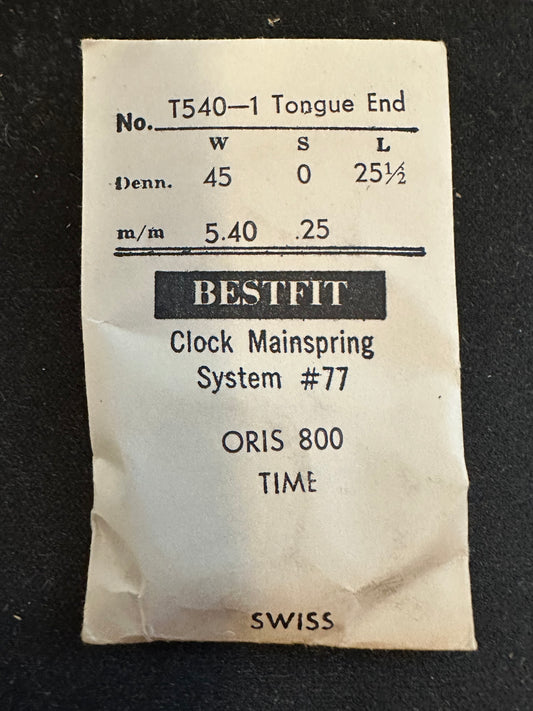 No. T540—1 Tongue End
W S L
Denn. 45 0 25½
m/m 5.40 .25
BESTFIT
Clock Mainspring
System #77
ORIS 800
TIME
SWISS